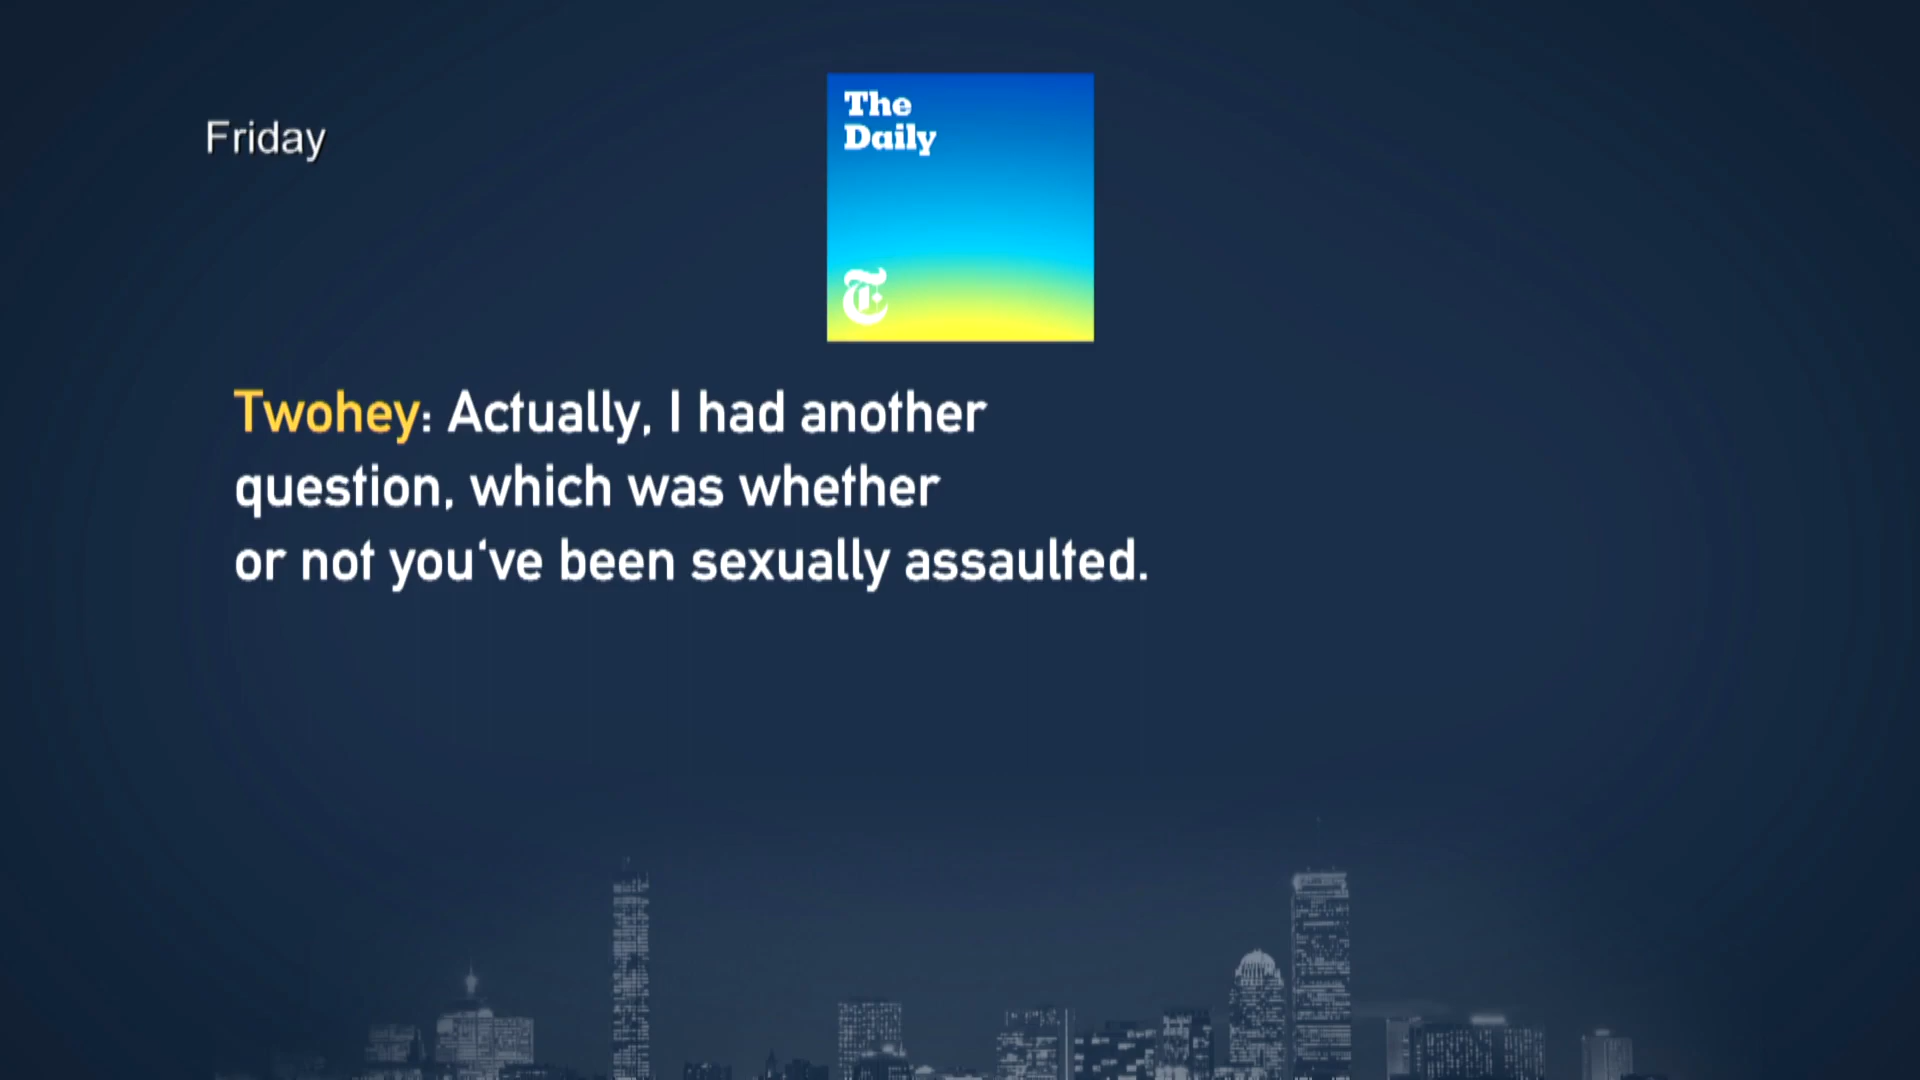 The
Daily
Friday
T
Twohey: Actually, I had another
question, which was whether
or not you've been sexually assaulted.